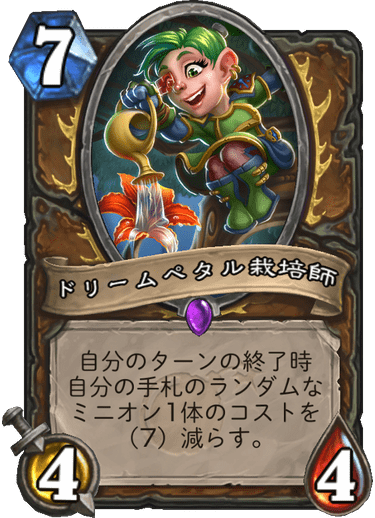 7
ドリームペタル栽培師
自分のターンの終了時
自分の手札のランダムな
ミニオン1体のコストを
（7）減らす。
4
4